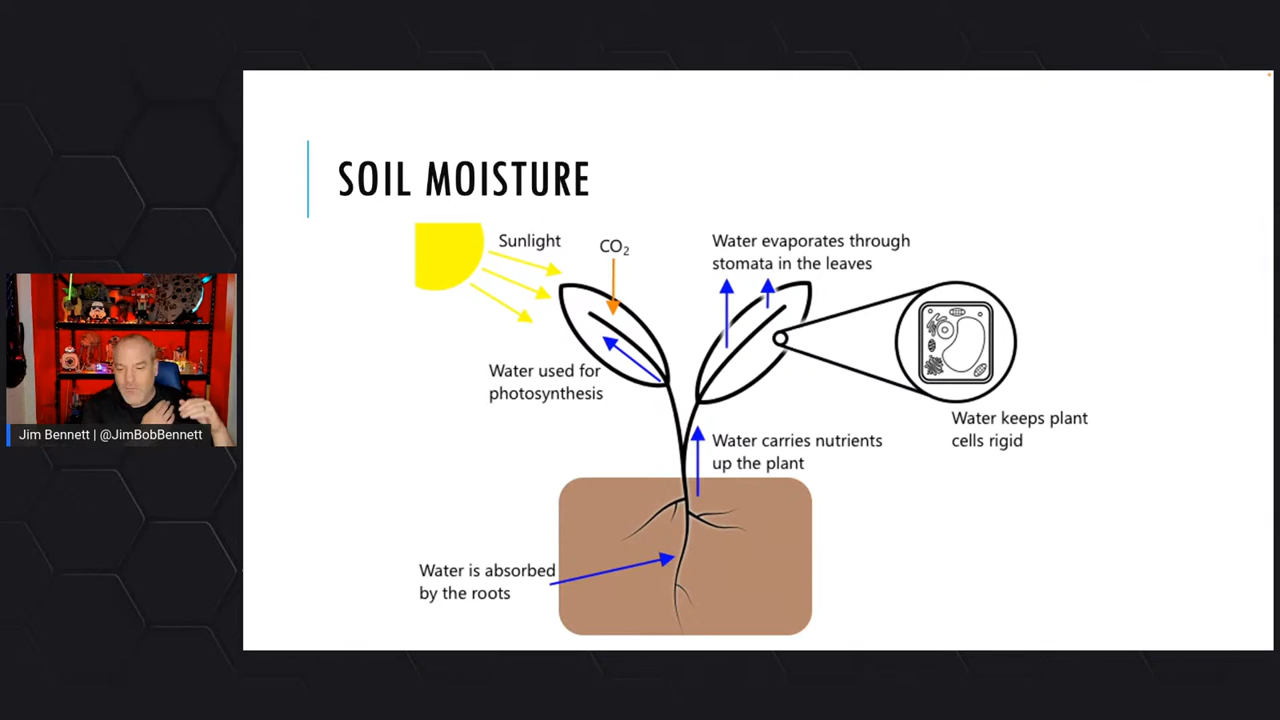 SOIL MOISTURE
Sunlight
CO₂
Water evaporates through
stomata in the leaves
Water used for
photosynthesis
Water keeps plant
cells rigid
Water carries nutrients
up the plant
Water is absorbed
by the roots
Jim Bennett | @JimBobBennett